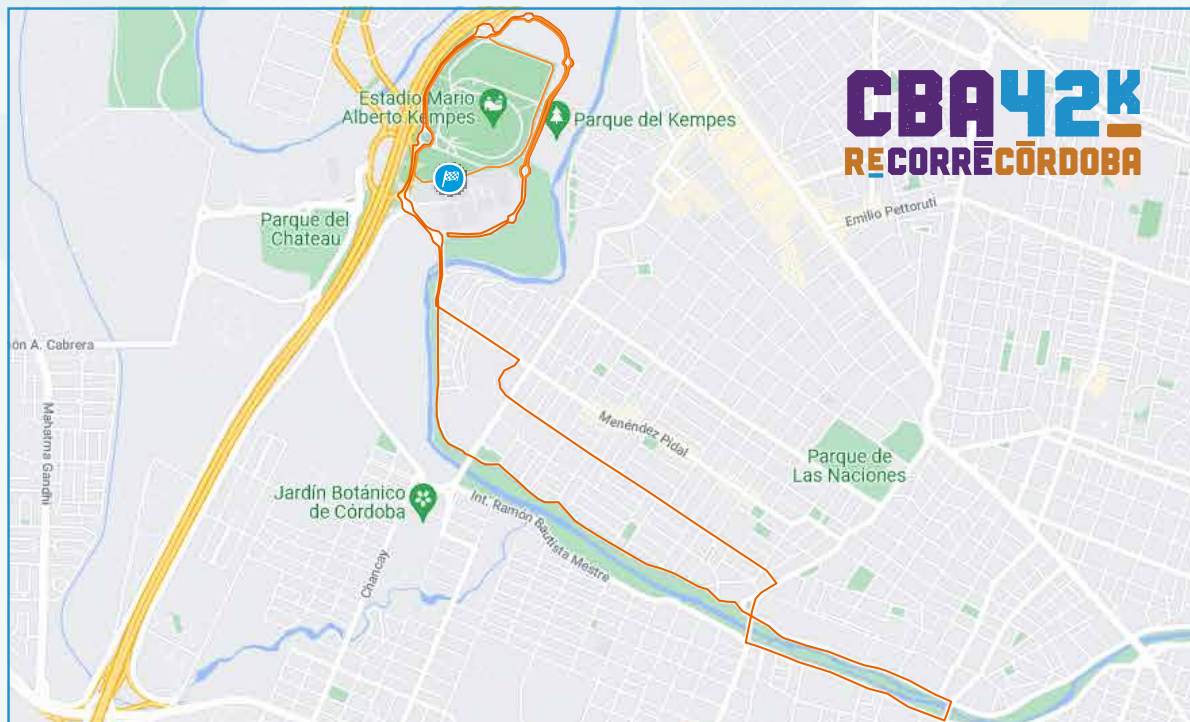 CBA42K
RECORRECÓRDOBA
Estadio Mario
Alberto Kempes
Parque del Kempes
Emilio Pettoruti
Parque del
Chateau
ón A. Cabrera
Mahatma Gandhi
Menéndez Pidal
Parque de
Las Naciones
Jardín Botánico
de Córdoba
Int. Ramón Bautista Mestre
Chancay